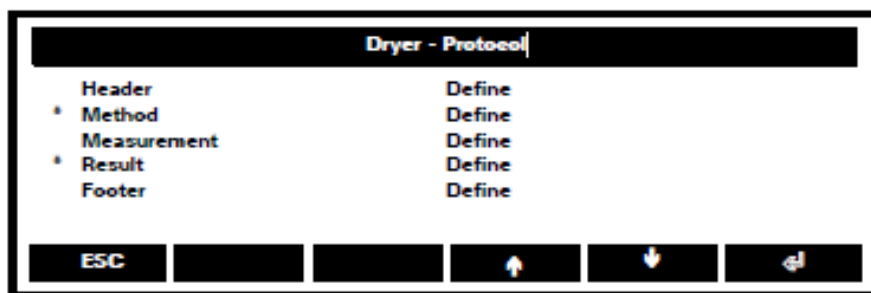 Dryer - Protocol
Header Define
* Method Define
Measurement Define
* Result Define
Footer Define
ESC ↑ ↓ ↵